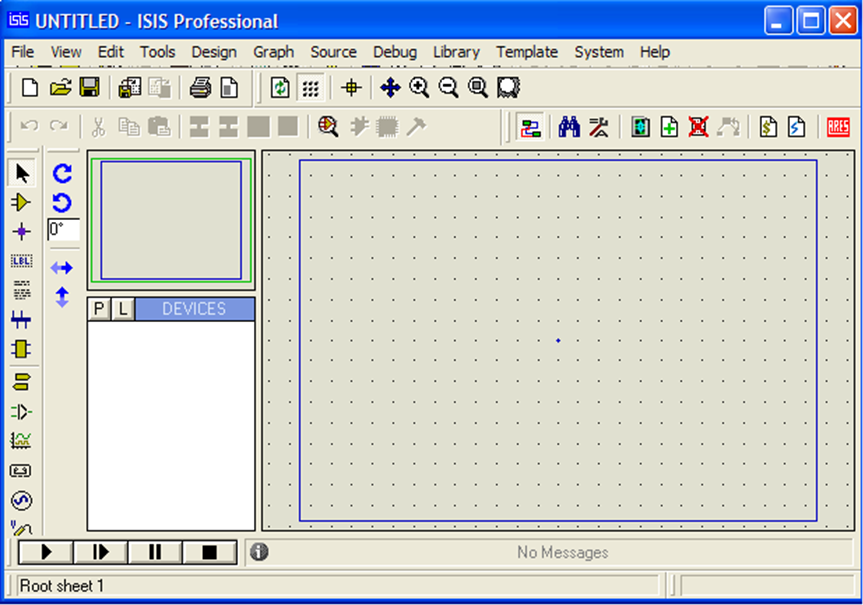 isis UNTITLED - ISIS Professional
File View Edit Tools Design Graph Source Debug Library Template System Help
ARES
0°
LBL
P L DEVICES
No Messages
Root sheet 1